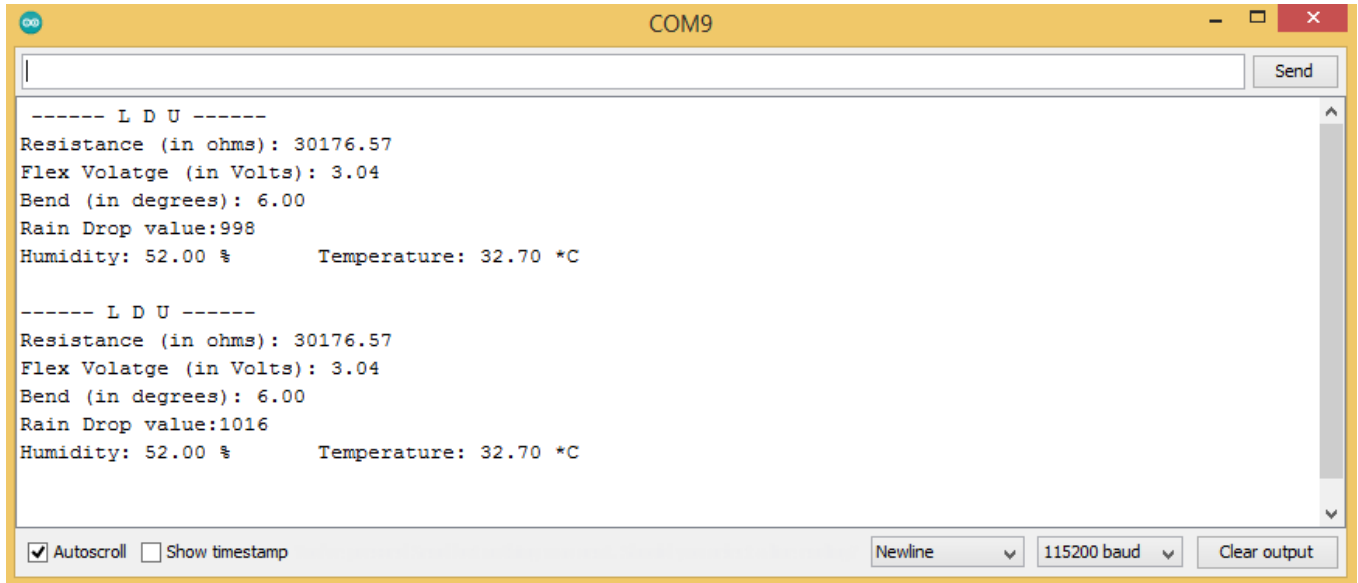 COM9
Send
------ L D U ------
Resistance (in ohms): 30176.57
Flex Volatge (in Volts): 3.04
Bend (in degrees): 6.00
Rain Drop value:998
Humidity: 52.00 %       Temperature: 32.70 *C
------ L D U ------
Resistance (in ohms): 30176.57
Flex Volatge (in Volts): 3.04
Bend (in degrees): 6.00
Rain Drop value:1016
Humidity: 52.00 %       Temperature: 32.70 *C
Autoscroll Show timestamp Newline 115200 baud Clear output